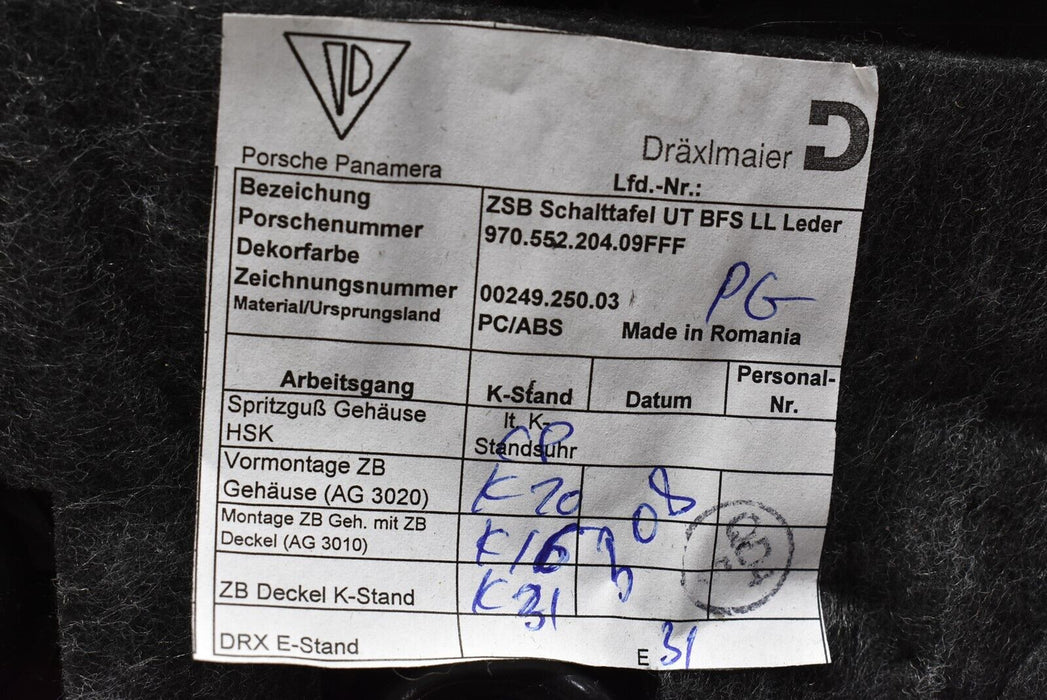 Porsche Panamera
Dräxlmaier D
Lfd.-Nr.:
Bezeichung ZSB Schalttafel UT BFS LL Leder
Porschenummer 970.552.204.09FFF
Dekorfarbe PG
Zeichnungsnummer 00249.250.03
Material/Ursprungsland PC/ABS Made in Romania
Arbeitsgang K-Stand Datum Personal-
Nr.
Spritzguß Gehäuse lt. K-
HSK Standsuhr
CP
Vormontage ZB K20
Gehäuse (AG 3020)
Montage ZB Geh. mit ZB K16
Deckel (AG 3010)
ZB Deckel K-Stand K31
DRX E-Stand E 31